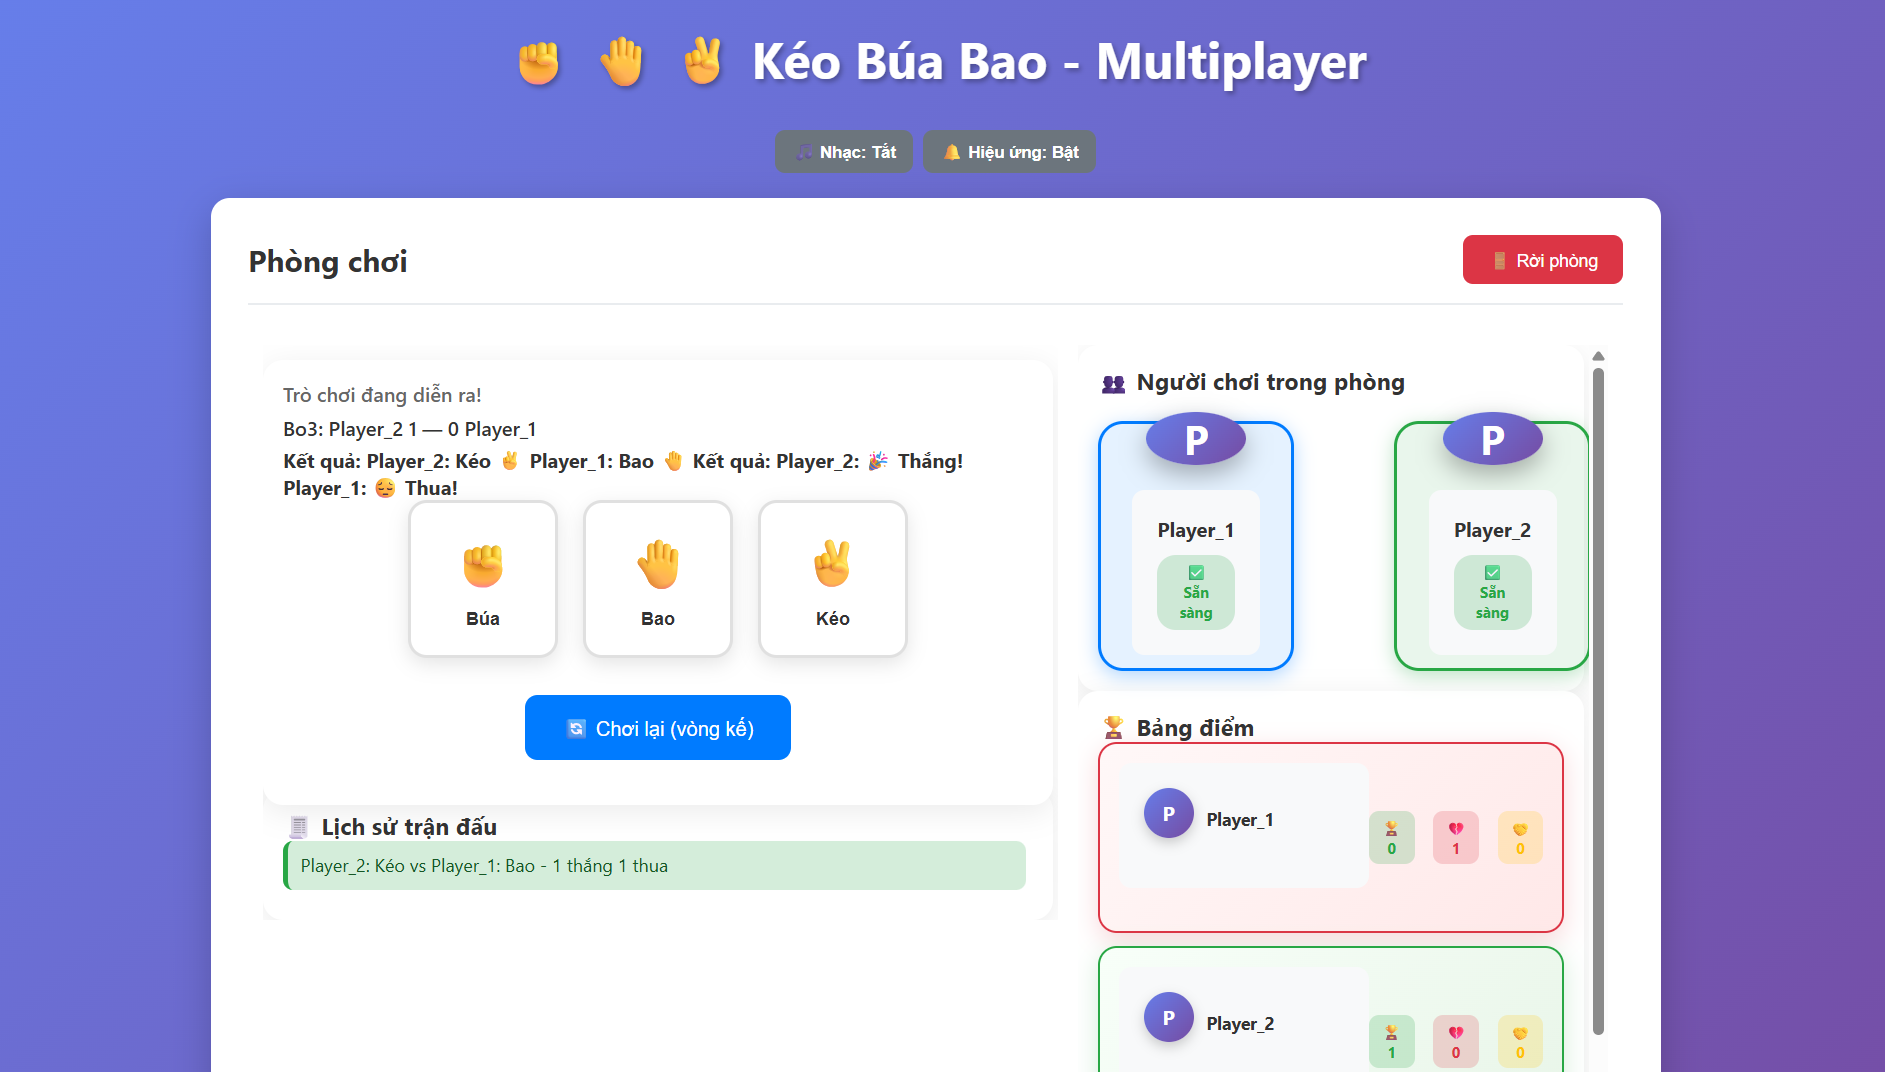 ✊ 🤚 ✌ Kéo Búa Bao - Multiplayer
🎵 Nhạc: Tắt
🔔 Hiệu ứng: Bật
Phòng chơi
🚪 Rời phòng
Trò chơi đang diễn ra!
Bo3: Player_2 1 — 0 Player_1
Kết quả: Player_2: Kéo ✌ Player_1: Bao 🤚 Kết quả: Player_2: 🎉 Thắng!
Player_1: 😔 Thua!
Búa
Bao
Kéo
🔄 Chơi lại (vòng kế)
📜 Lịch sử trận đấu
Player_2: Kéo vs Player_1: Bao - 1 thắng 1 thua
👥 Người chơi trong phòng
P
Player_1
✅
Sẵn
sàng
P
Player_2
✅
Sẵn
sàng
🏆 Bảng điểm
P
Player_1
🏆
0
💔
1
🤝
0
P
Player_2
🏆
1
💔
0
🤝
0